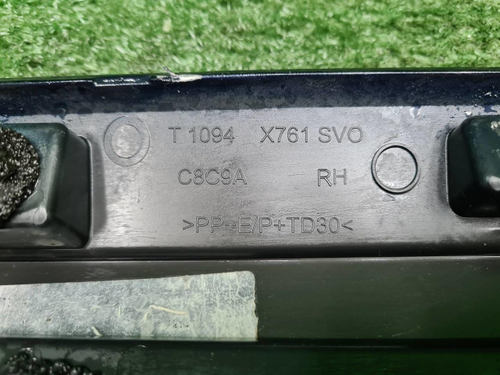 T 1094 X761 SVO
C8C9A RH
>PP-E/P+TD30<